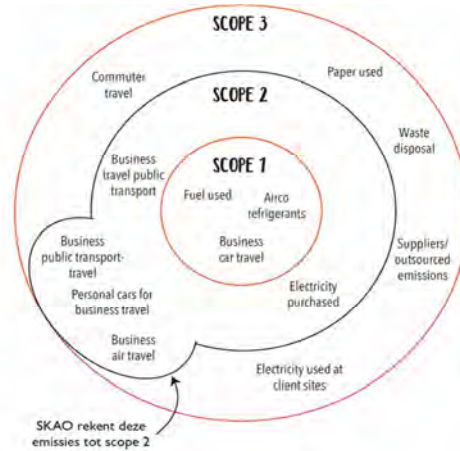 SCOPE 3
Commuter
travel
Paper used
SCOPE 2
Waste
disposal
Business
travel public
transport
SCOPE 1
Fuel used
Airco
refrigerants
Business
car travel
Suppliers/
outsourced
emissions
Business
public transport-
travel
Personal cars for
business travel
Business
air travel
Electricity
purchased
Electricity used at
client sites
SKAO rekent deze
emissies tot scope 2